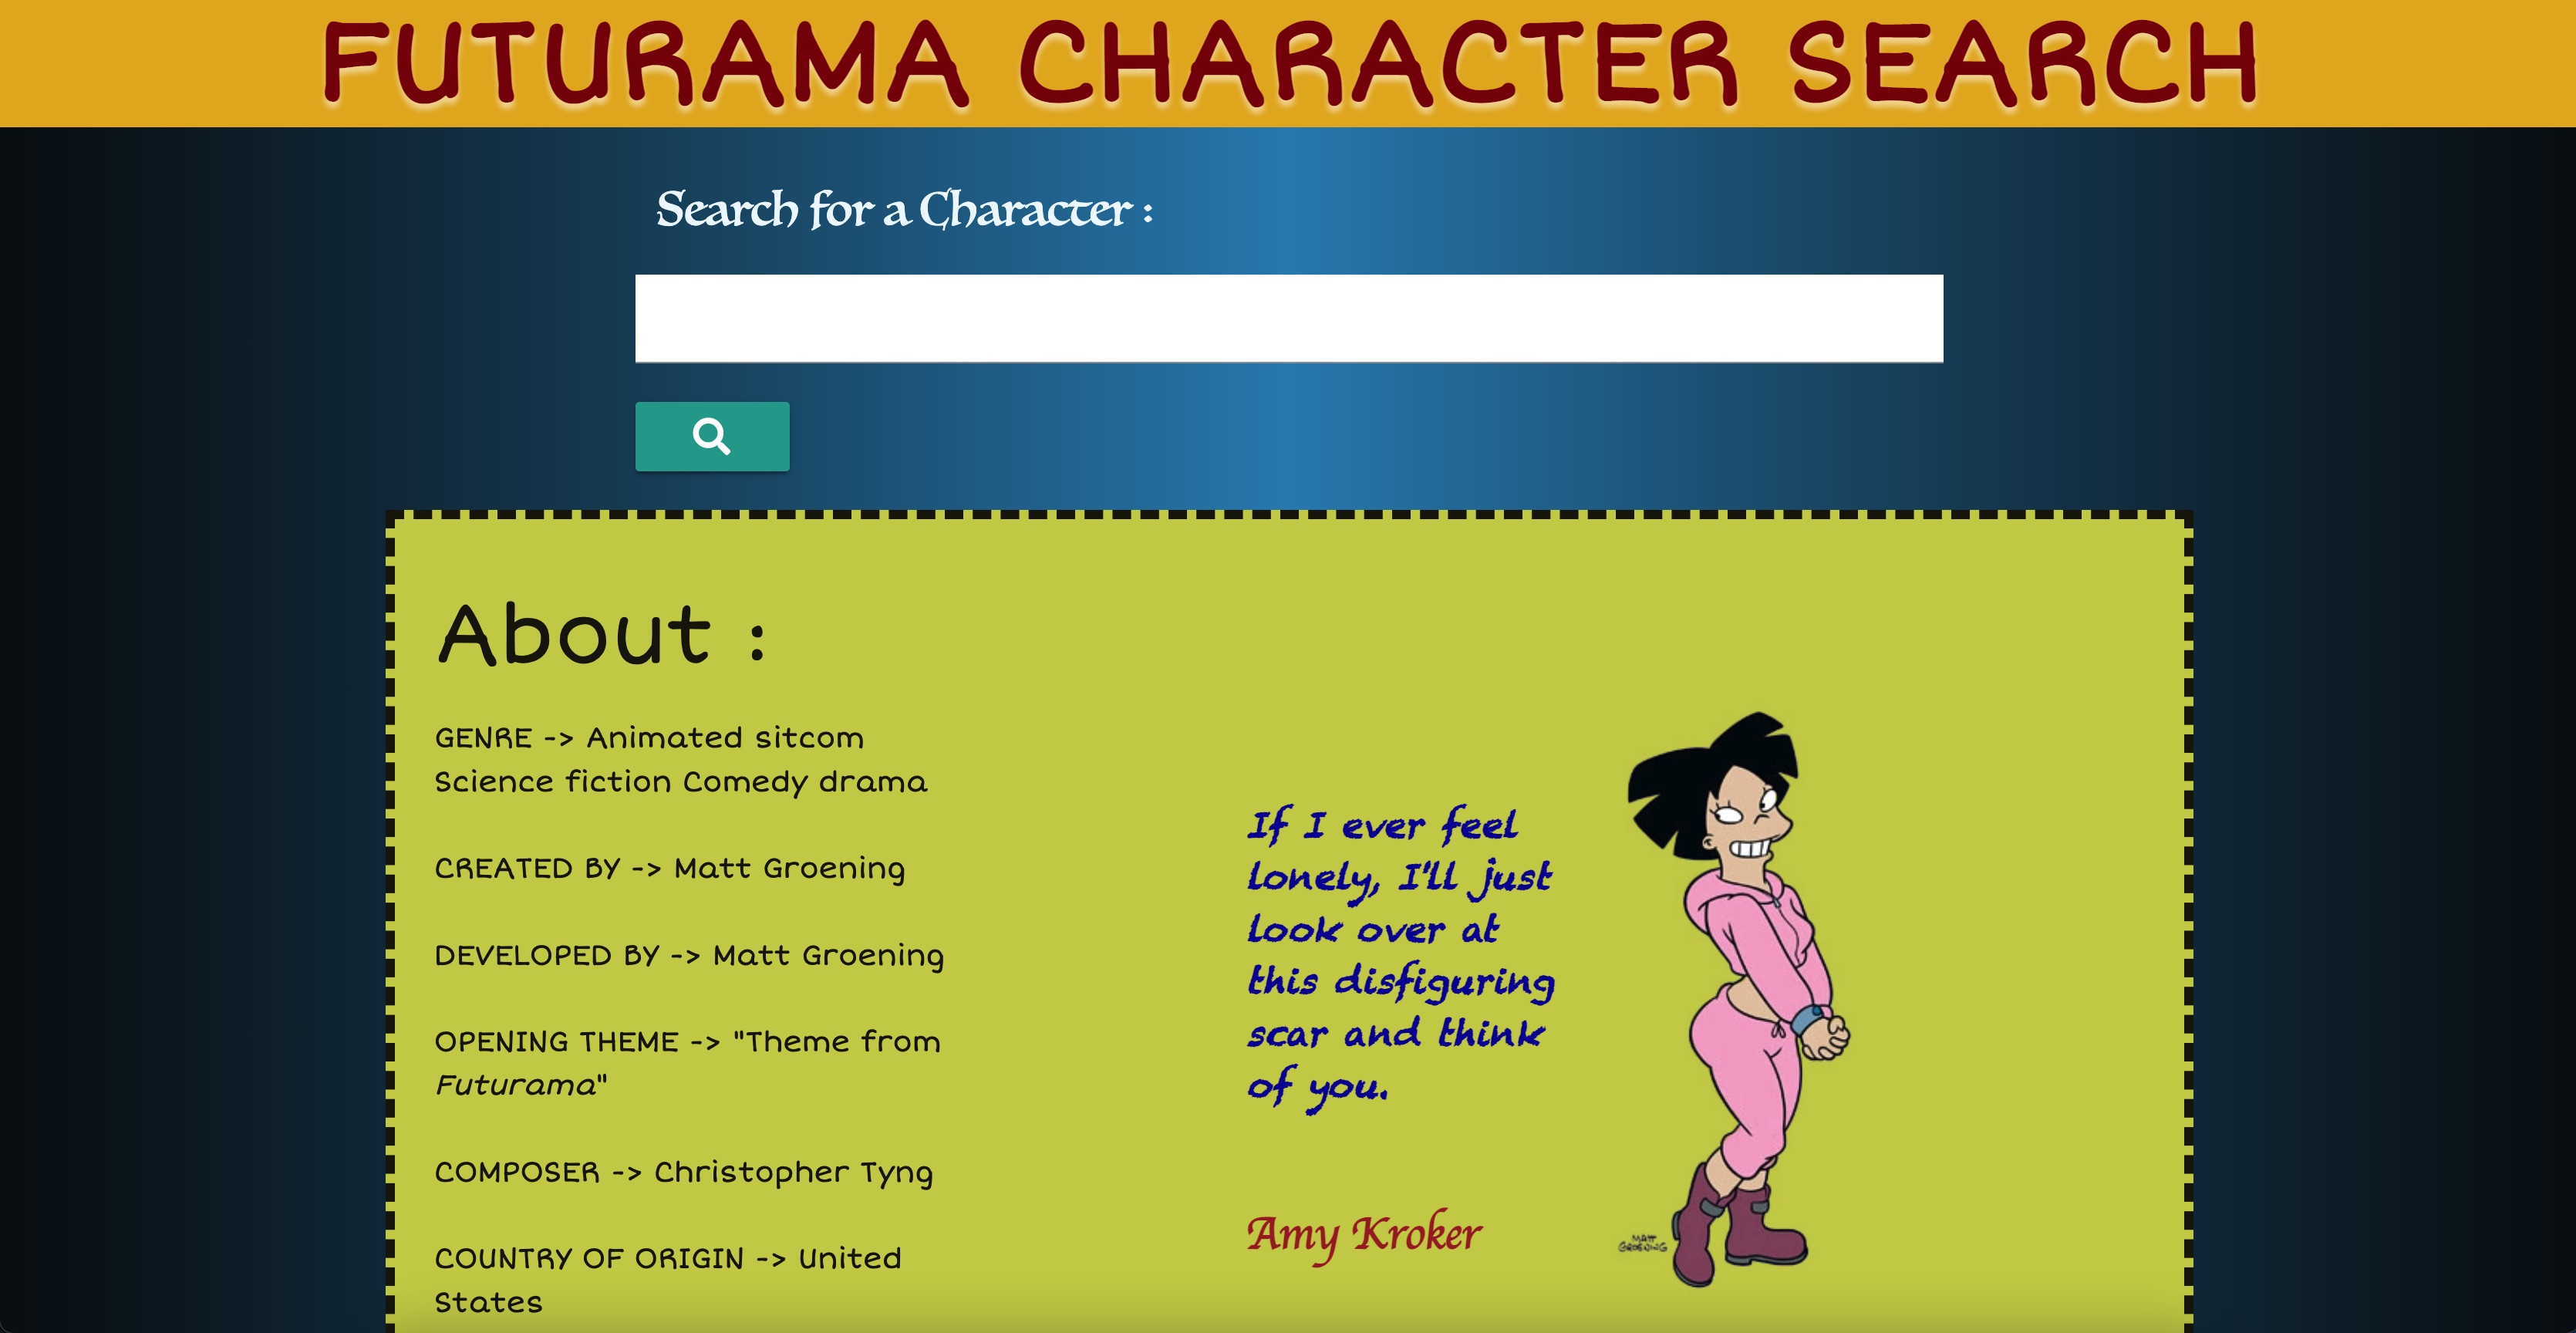 FUTURAMA CHARACTER SEARCH
Search for a Character :
About :
GENRE -> Animated sitcom
Science fiction Comedy drama
CREATED BY -> Matt Groening
DEVELOPED BY -> Matt Groening
OPENING THEME -> "Theme from
Futurama"
COMPOSER -> Christopher Tyng
COUNTRY OF ORIGIN -> United
States
If I ever feel
lonely, I'll just
look over at
this disfiguring
scar and think
of you.
Amy Kroker
MATT
GROENING